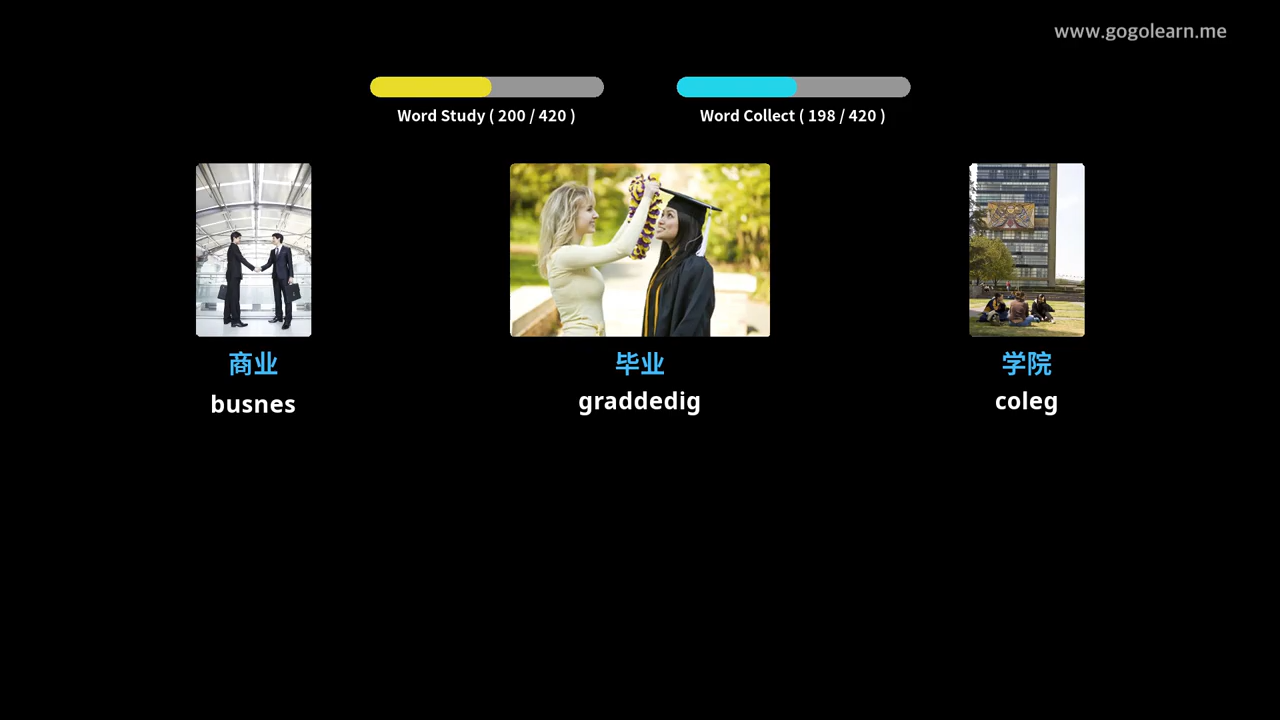 www.gogolearn.me
Word Study ( 200 / 420 )
Word Collect ( 198 / 420 )
商业
毕业
学院
busnes
graddedig
coleg